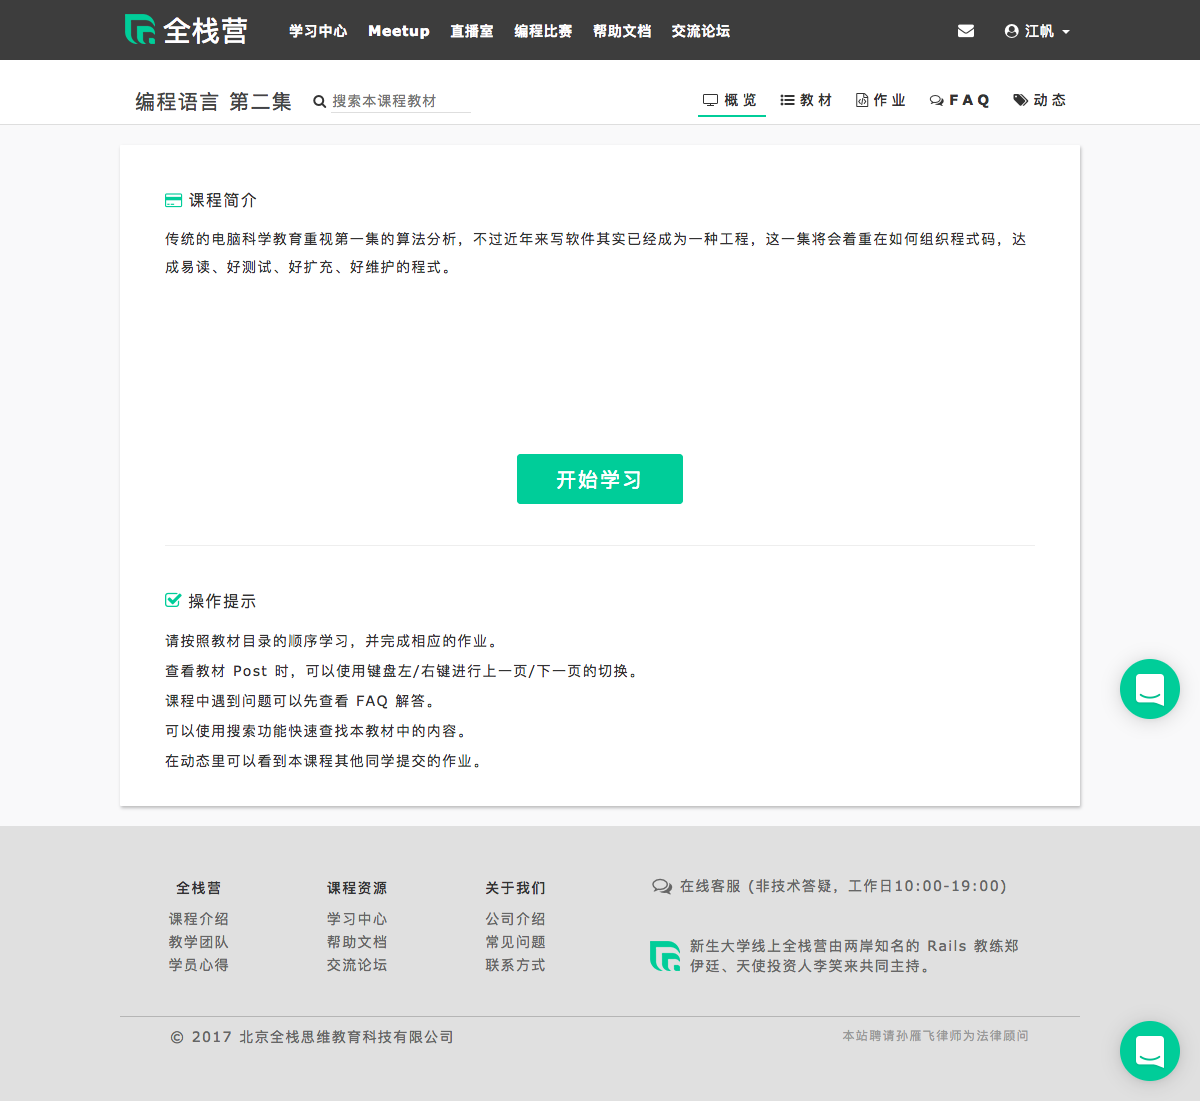 全栈营 学习中心 Meetup 直播室 编程比赛 帮助文档 交流论坛 江帆
编程语言 第二集 搜索本课程教材 概览 教材 作业 FAQ 动态
课程简介
传统的电脑科学教育重视第一集的算法分析，不过近年来写软件其实已经成为一种工程，这一集将会着重在如何组织程式码，达
成易读、好测试、好扩充、好维护的程式。
开始学习
操作提示
请按照教材目录的顺序学习，并完成相应的作业。
查看教材 Post 时，可以使用键盘左/右键进行上一页/下一页的切换。
课程中遇到问题可以先查看 FAQ 解答。
可以使用搜索功能快速查找本教材中的内容。
在动态里可以看到本课程其他同学提交的作业。
全栈营
课程介绍
教学团队
学员心得
课程资源
学习中心
帮助文档
交流论坛
关于我们
公司介绍
常见问题
联系方式
在线客服 (非技术答疑，工作日10:00-19:00)
新生大学线上全栈营由两岸知名的 Rails 教练郑
伊廷、天使投资人李笑来共同主持。
© 2017 北京全栈思维教育科技有限公司
本站聘请孙雁飞律师为法律顾问